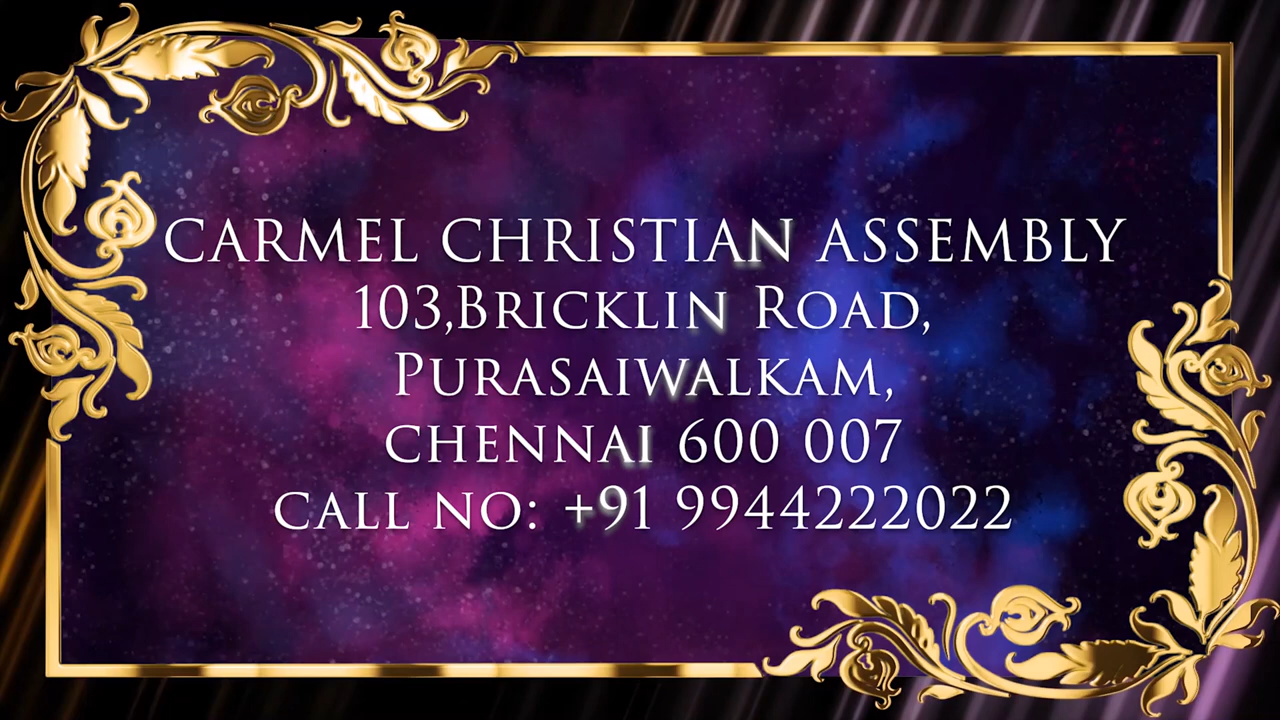 CARMEL CHRISTIAN ASSEMBLY
103,Bricklin Road,
Purasaiwalkam,
chennai 600 007
call no: +91 9944222022